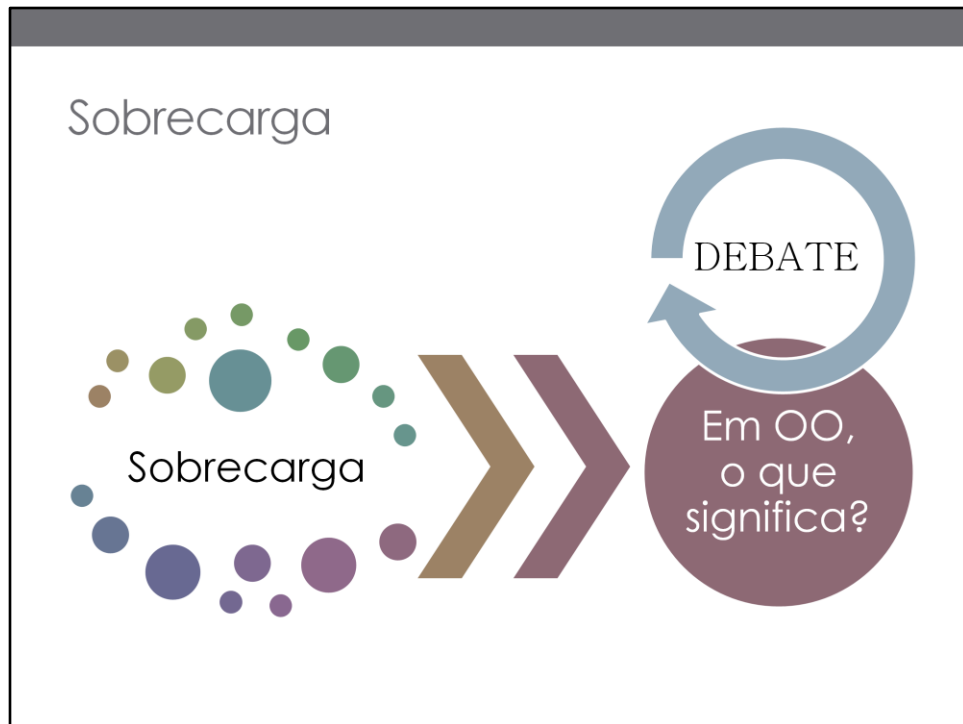 Sobrecarga
Sobrecarga
DEBATE
Em OO,
o que
significa?